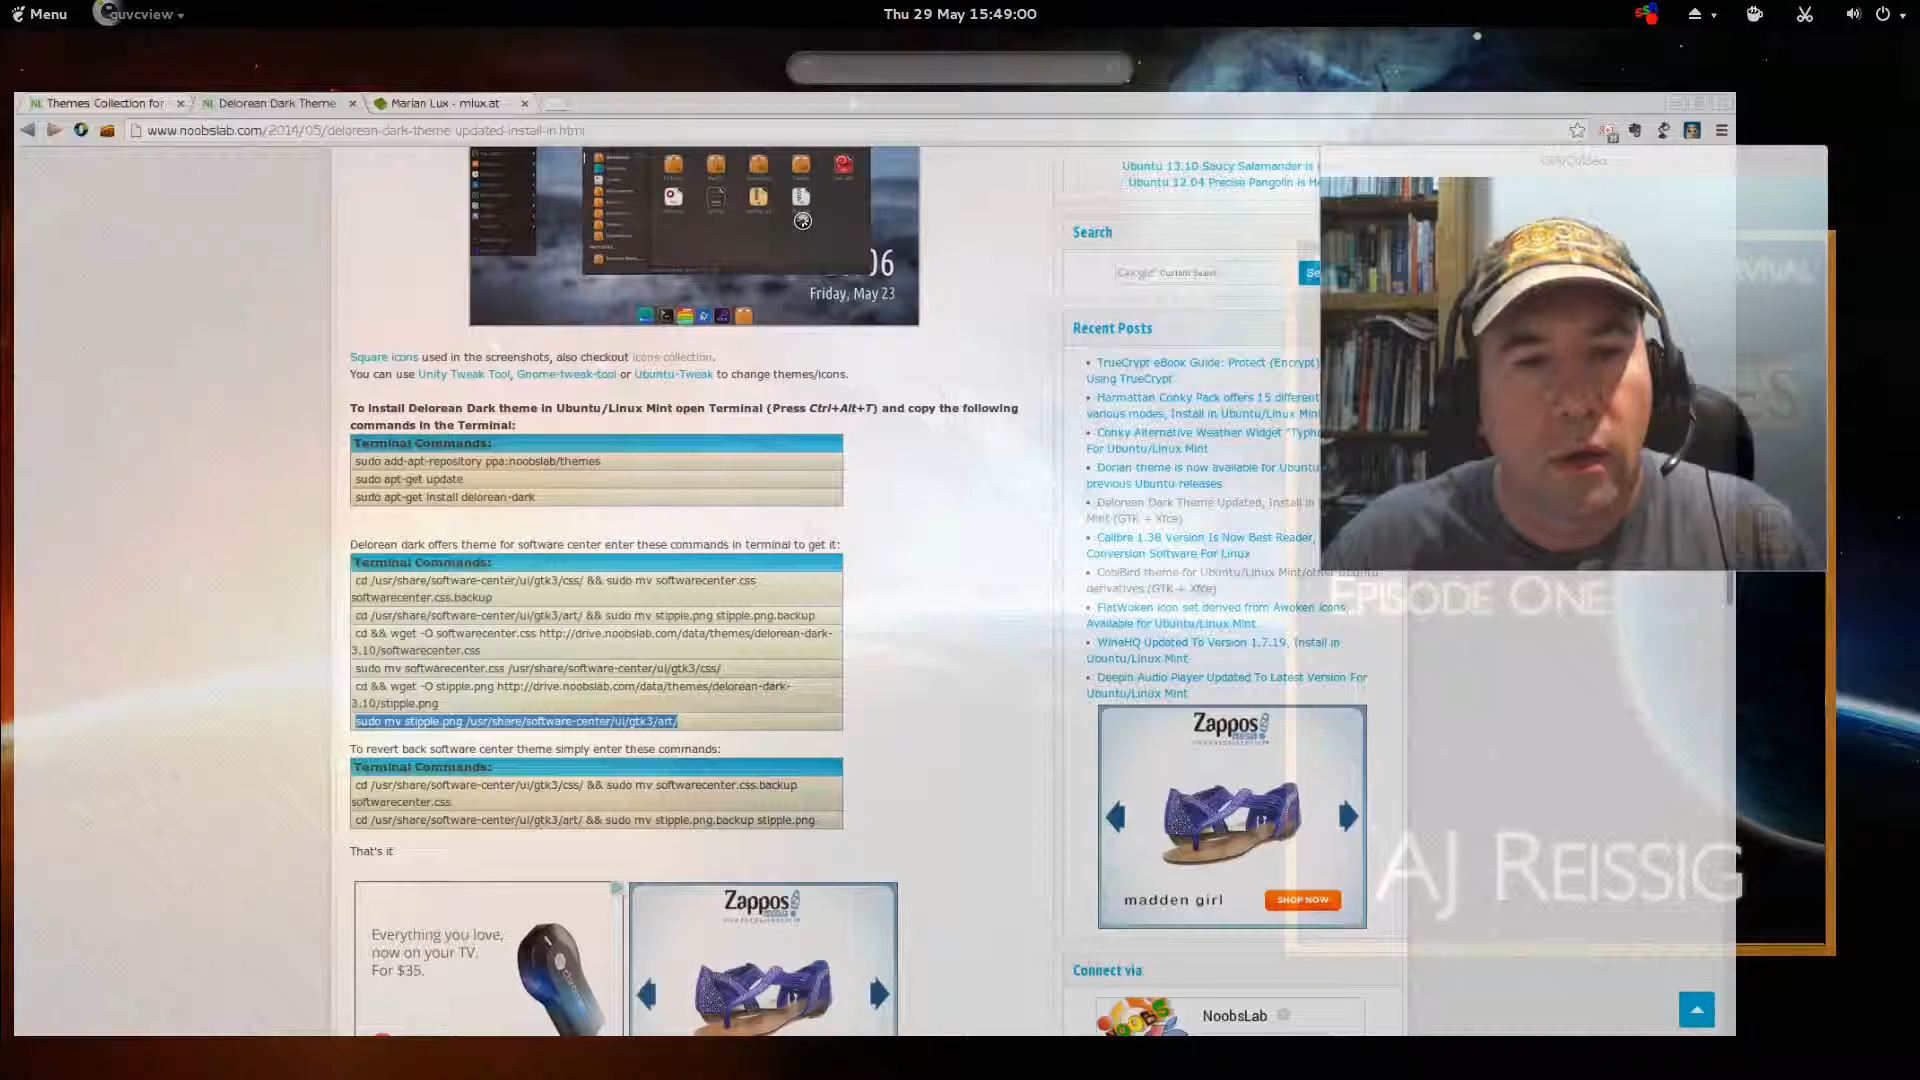 Menu
guvcview
Thu 29 May 15:49:00
Themes Collection for
Delorean Dark Theme
Marian Lux - mlux.at
www.noobslab.com/2014/05/delorean-dark-theme-updated-install-in.html
06
Friday, May 23
Square icons used in the screenshots, also checkout icons collection.
You can use Unity Tweak Tool, Gnome-tweak-tool or Ubuntu-Tweak to change themes/icons.
To install Delorean Dark theme in Ubuntu/Linux Mint open Terminal (Press Ctrl+Alt+T) and copy the following
commands in the Terminal:
Terminal Commands:
sudo add-apt-repository ppa:noobslab/themes
sudo apt-get update
sudo apt-get install delorean-dark
Delorean dark offers theme for software center enter these commands in terminal to get it:
Terminal Commands:
cd /usr/share/software-center/ui/gtk3/css/ && sudo mv softwarecenter.css
softwarecenter.css.backup
cd /usr/share/software-center/ui/gtk3/art/ && sudo mv stipple.png stipple.png.backup
cd && wget -O softwarecenter.css http://drive.noobslab.com/data/themes/delorean-dark-
3.10/softwarecenter.css
sudo mv softwarecenter.css /usr/share/software-center/ui/gtk3/css/
cd && wget -O stipple.png http://drive.noobslab.com/data/themes/delorean-dark-
3.10/stipple.png
sudo mv stipple.png /usr/share/software-center/ui/gtk3/art/
To revert back software center theme simply enter these commands:
Terminal Commands:
cd /usr/share/software-center/ui/gtk3/css/ && sudo mv softwarecenter.css.backup
softwarecenter.css
cd /usr/share/software-center/ui/gtk3/art/ && sudo mv stipple.png.backup stipple.png
That's it
Everything you love,
now on your TV.
For $35.
Zappos
Ubuntu 13.10 Saucy Salamander is
Ubuntu 12.04 Precise Pangolin is He
Search
Google Custom Search
Se
Recent Posts
TrueCrypt eBook Guide: Protect (Encrypt)
Using TrueCrypt
Harmattan Conky Pack offers 15 different
various modes, Install in Ubuntu/Linux Mint
Conky Alternative Weather Widget "Typh
For Ubuntu/Linux Mint
Dorian theme is now available for Ubuntu
previous Ubuntu releases
Delorean Dark Theme Updated, Install in
Mint (GTK + Xfce)
Calibre 1.38 Version Is Now Best Reader,
Conversion Software For Linux
CobiBird theme for Ubuntu/Linux Mint/other Ubuntu
derivatives (GTK + Xfce)
FlatWoken icon set derived from Awoken icons
Available for Ubuntu/Linux Mint
WineHQ Updated To Version 1.7.19, Install in
Ubuntu/Linux Mint
Deepin Audio Player Updated To Latest Version For
Ubuntu/Linux Mint
Zappos
madden girl
SHOP NOW
Connect via
NOOBS
NoobsLab
EPISODE ONE
AJ REISSIG